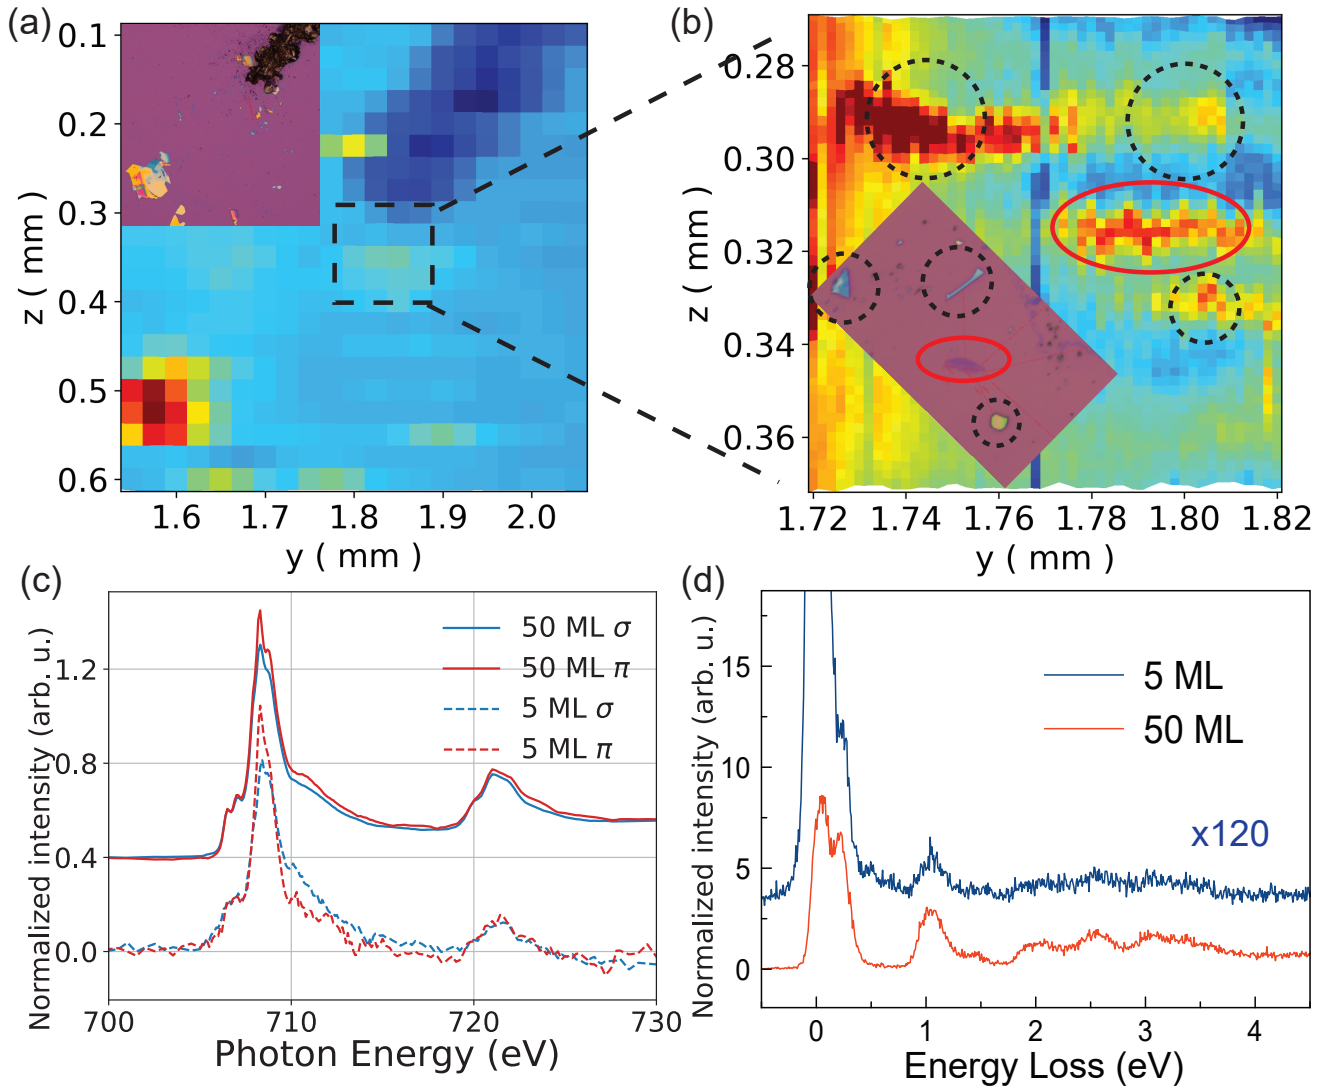 (a)
0.1
0.2
0.3
0.4
0.5
0.6
z ( mm )
1.6 1.7 1.8 1.9 2.0
y ( mm )
(b)
0.28
0.30
0.32
0.34
0.36
z ( mm )
1.72 1.74 1.76 1.78 1.80 1.82
y ( mm )
(c)
Normalized intensity (arb. u.)
1.2
0.8
0.4
0.0
50 ML σ
50 ML π
5 ML σ
5 ML π
700 710 720 730
Photon Energy (eV)
(d)
Normalized intensity (arb. u.)
15
10
5
0
5 ML
50 ML
x120
0 1 2 3 4
Energy Loss (eV)